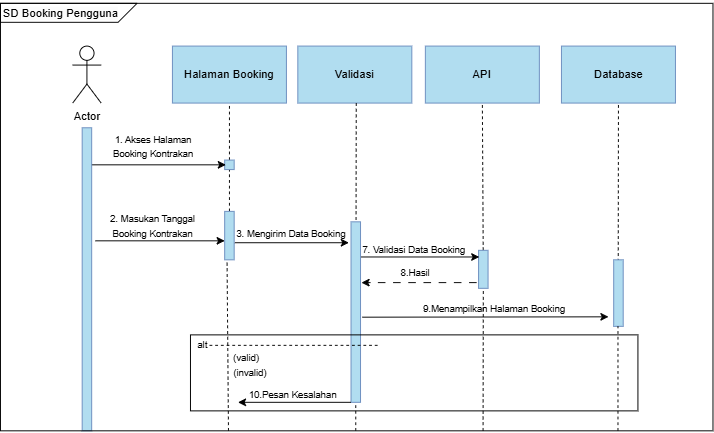 SD Booking Pengguna
Halaman Booking
Validasi
API
Database
Actor
1. Akses Halaman
Booking Kontrakan
2. Masukan Tanggal
Booking Kontrakan
3. Mengirim Data Booking
7. Validasi Data Booking
8.Hasil
9.Menampilkan Halaman Booking
alt
(valid)
(invalid)
10.Pesan Kesalahan